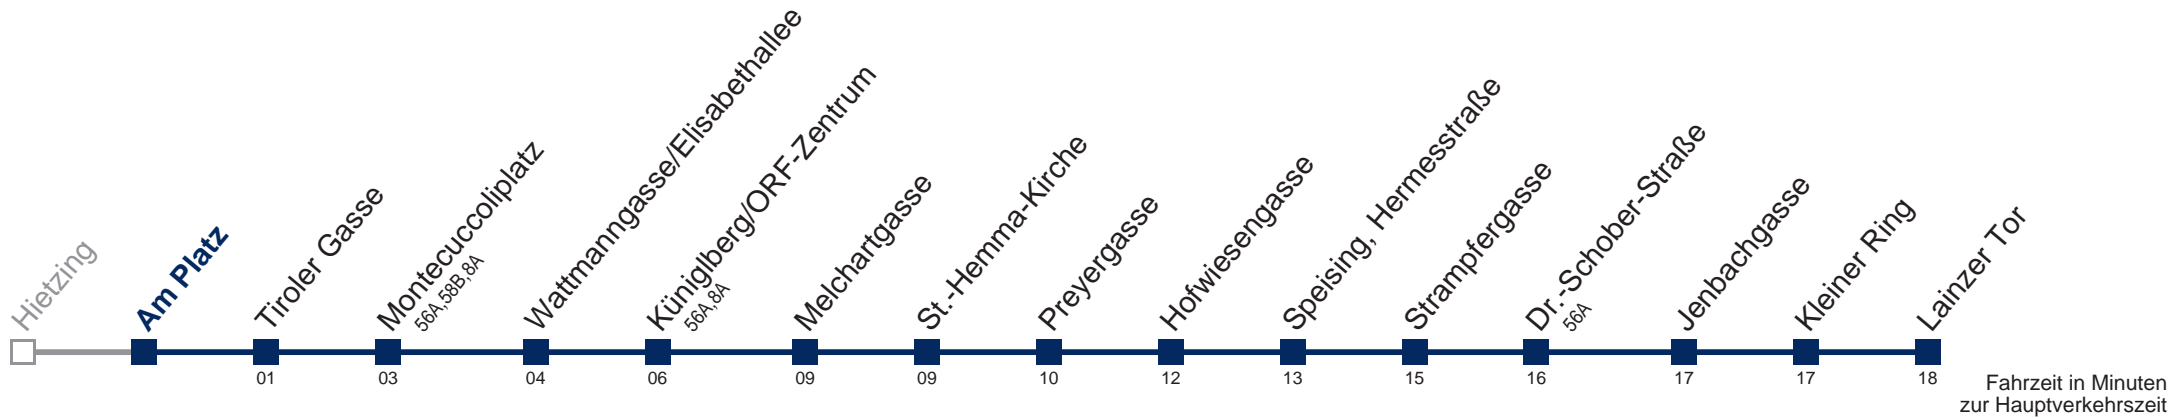 Hietzing
Am Platz
Tiroler Gasse
Montecuccoliplatz
56A,58B,8A
Wattmanngasse/Elisabethallee
Küniglberg/ORF-Zentrum
56A,8A
Melchartgasse
St.-Hemma-Kirche
Preyergasse
Hofwiesengasse
Speising, Hermesstraße
Strampfergasse
Dr.-Schober-Straße
56A
Jenbachgasse
Kleiner Ring
Lainzer Tor
01 03 04 06 09 09 10 12 13 15 16 17 17 18
Fahrzeit in Minuten
zur Hauptverkehrszeit